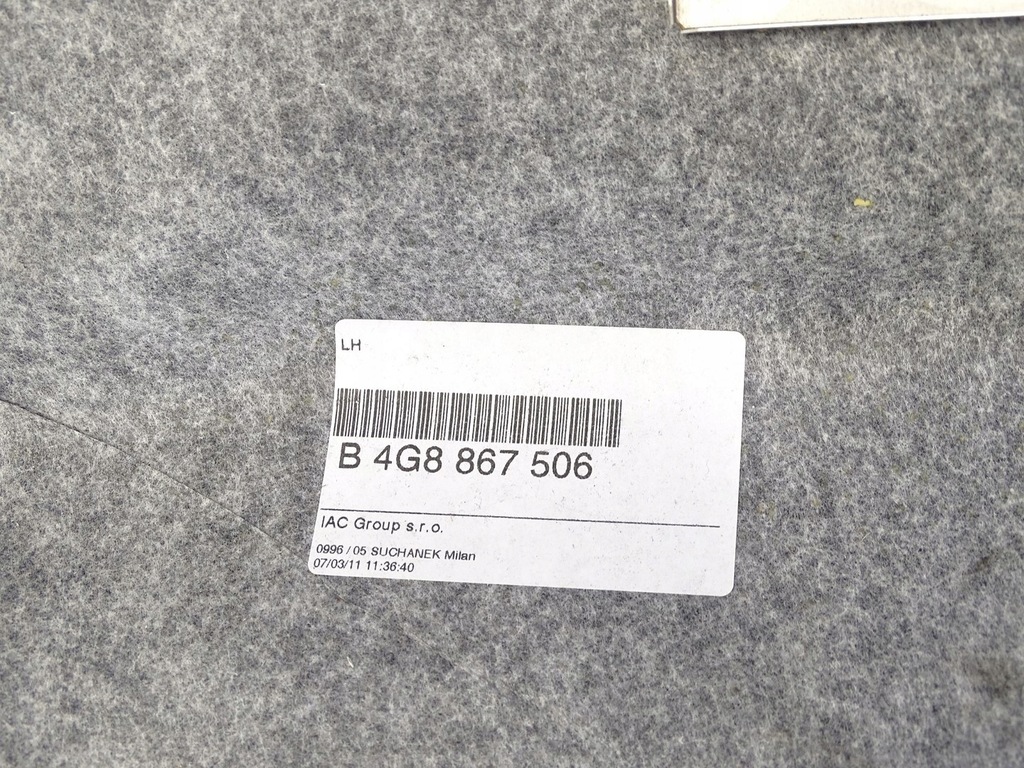 LH
B 4G8 867 506
IAC Group s.r.o.
0996 / 05 SUCHANEK Milan
07/03/11 11:36:40